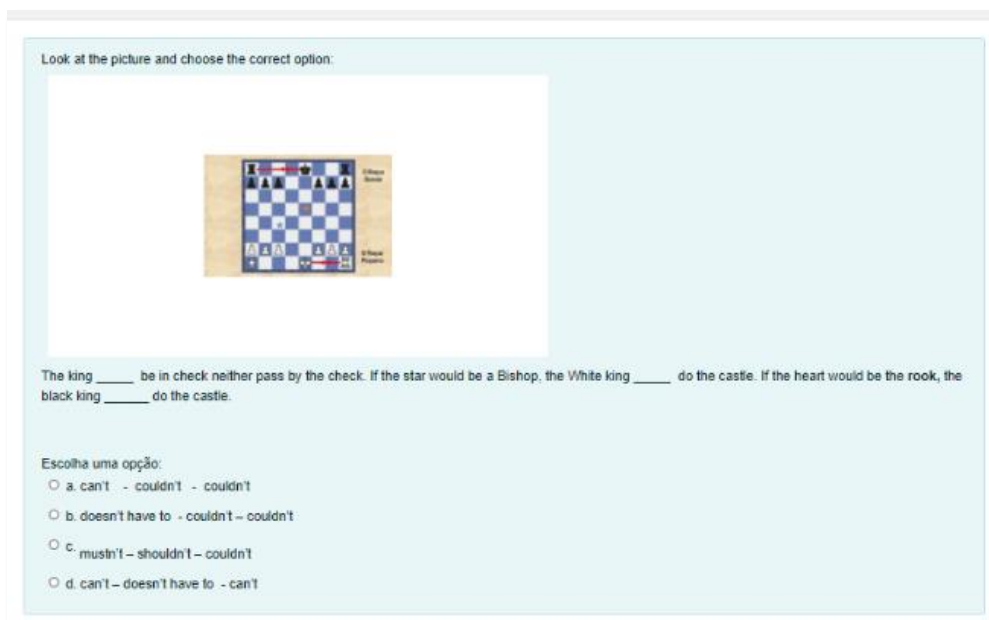 Look at the picture and choose the correct option:
The king _____ be in check neither pass by the check. If the star would be a Bishop, the White king _____ do the castle. If the heart would be the rook, the
black king ______ do the castle.
Escolha uma opção:
a. can't - couldn't - couldn't
b. doesn't have to - couldn't – couldn't
c. mustn't – shouldn't – couldn't
d. can't – doesn't have to - can't